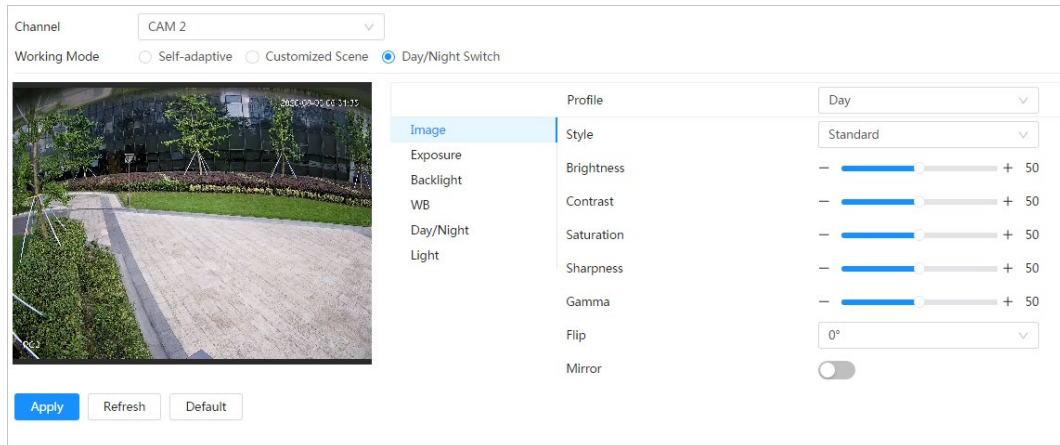 Channel CAM 2
Working Mode Self-adaptive Customized Scene Day/Night Switch
Profile Day
Image
Exposure
Backlight
WB
Day/Night
Light
Style Standard
Brightness − + 50
Contrast − + 50
Saturation − + 50
Sharpness − + 50
Gamma − + 50
Flip 0°
Mirror
Apply Refresh Default